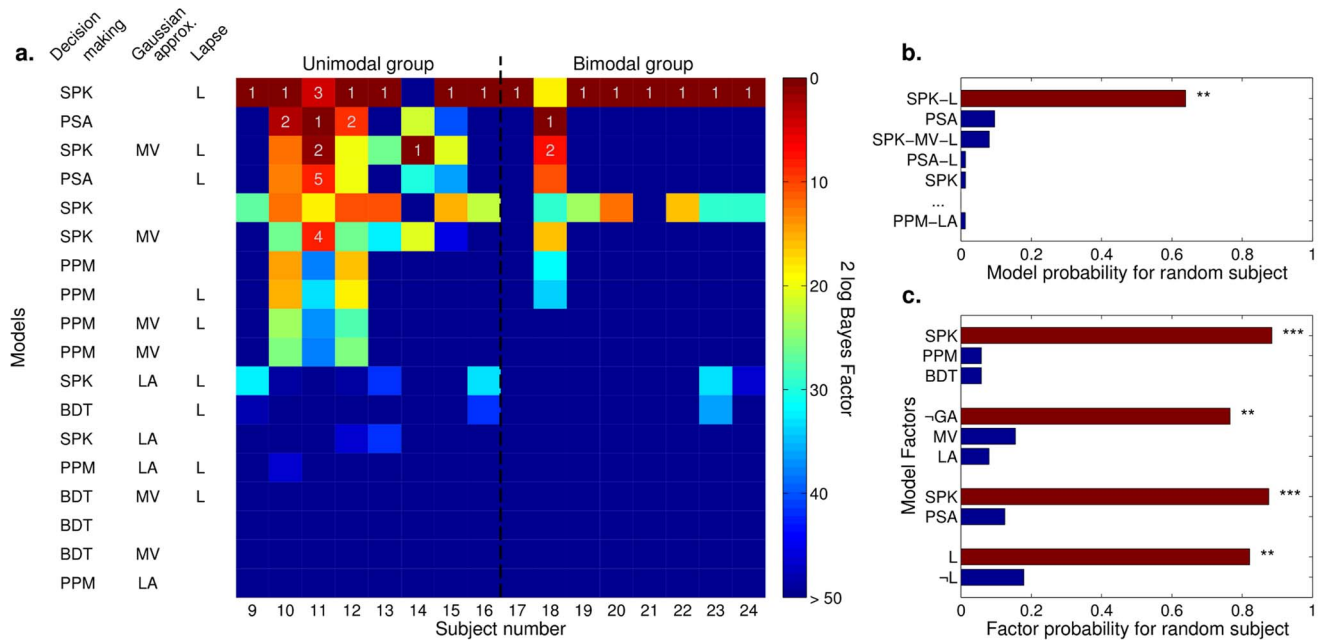 a.
Decision making
Gaussian approx.
Lapse
Unimodal group
Bimodal group
Models
SPK L 1 1 3 1 1 1 1 1 1 1 1 1 1 1
PSA 2 1 2 1
SPK MV L 2 1 2
PSA L 5
SPK
SPK MV 4
PPM
PPM L
PPM MV L
PPM MV
SPK LA L
BDT L
SPK LA
PPM LA L
BDT MV L
BDT
BDT MV
PPM LA
9 10 11 12 13 14 15 16 17 18 19 20 21 22 23 24
Subject number
0
10
20
30
40
> 50
2 log Bayes Factor
b.
SPK−L **
PSA
SPK−MV−L
PSA−L
SPK
...
PPM−LA
0 0.2 0.4 0.6 0.8 1
Model probability for random subject
c.
Model Factors
SPK ***
PPM
BDT
¬GA **
MV
LA
SPK ***
PSA
L **
¬L
0 0.2 0.4 0.6 0.8 1
Factor probability for random subject